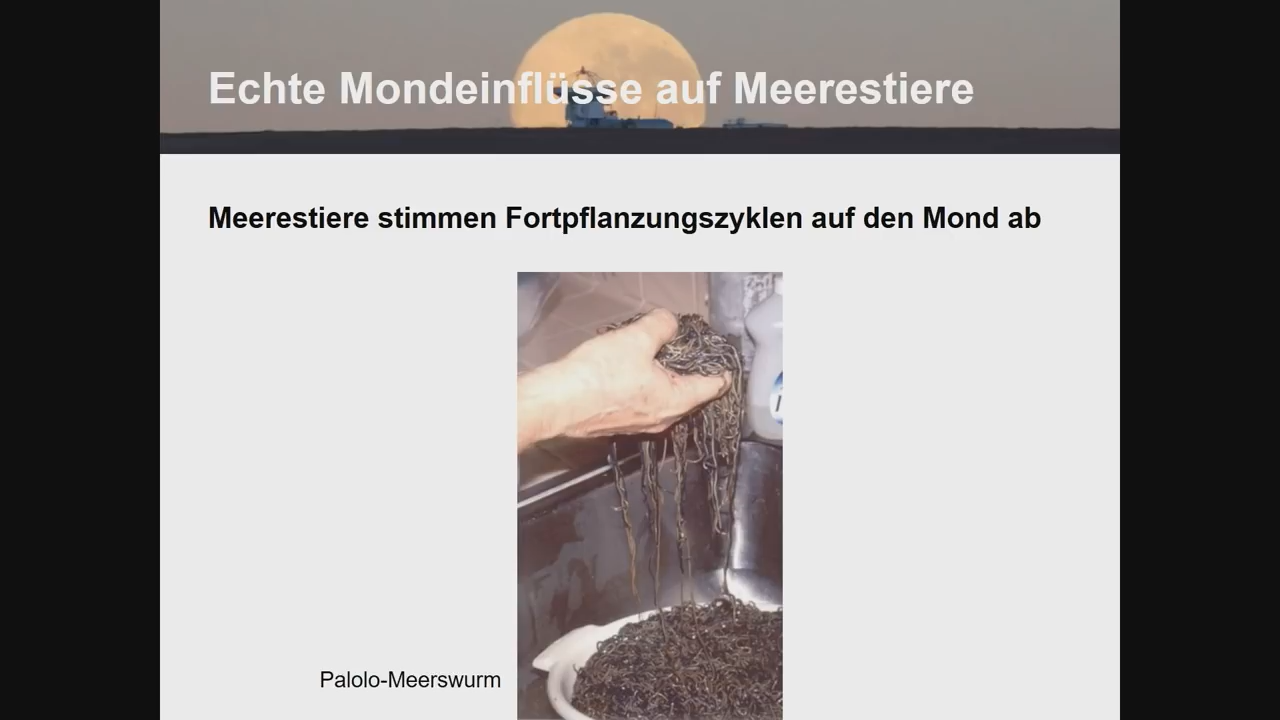 Echte Mondeinflüsse auf Meerestiere
Meerestiere stimmen Fortpflanzungszyklen auf den Mond ab
Palolo-Meerswurm